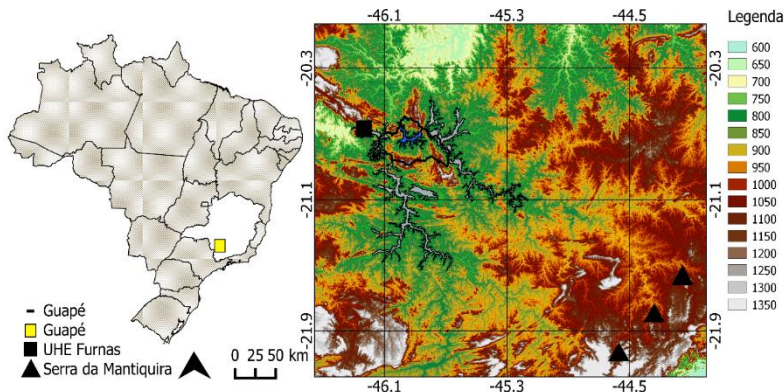 -46.1 -45.3 -44.5
Legenda
-20.3
-21.1
-21.9
-20.3
-21.1
-21.9
600
650
700
750
800
850
900
950
1000
1050
1100
1150
1200
1250
1300
1350
Guapé
Guapé
UHE Furnas
Serra da Mantiquira
0 25 50 km
-46.1 -45.3 -44.5